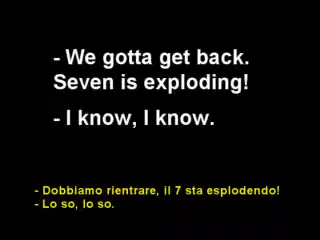 - We gotta get back.
Seven is exploding!
- I know, I know.
- Dobbiamo rientrare, il 7 sta esplodendo!
- Lo so, lo so.